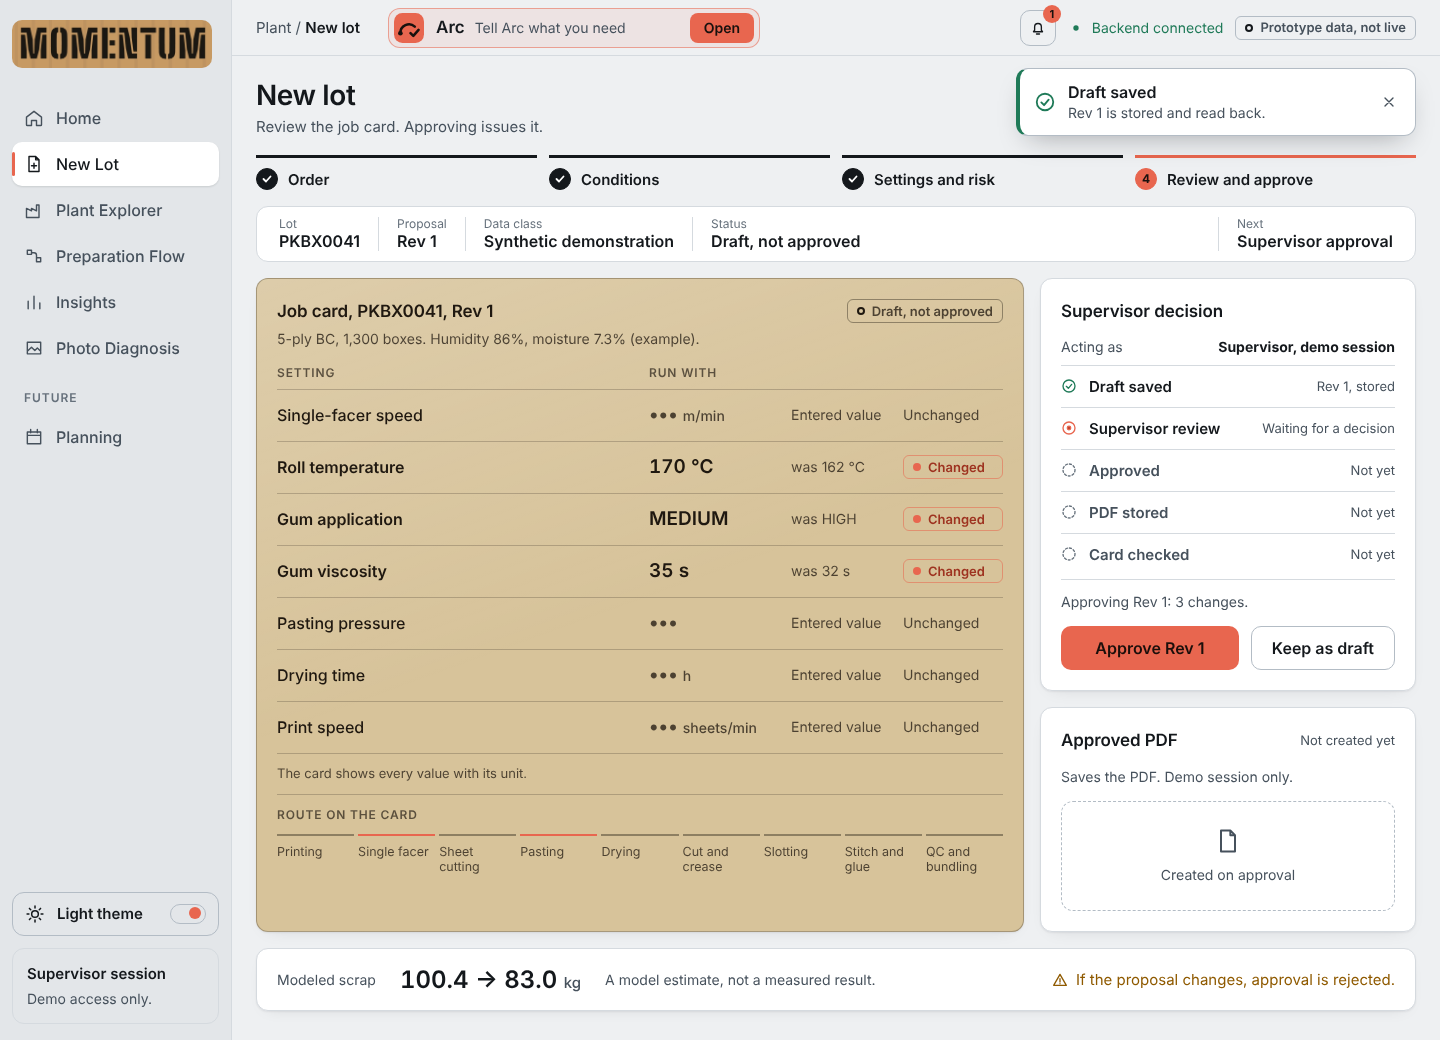 MOMENTUM
Home
New Lot
Plant Explorer
Preparation Flow
Insights
Photo Diagnosis
FUTURE
Planning
Light theme
Supervisor session
Demo access only.
Plant / New lot
Arc Tell Arc what you need Open
1
Backend connected
Prototype data, not live
New lot
Review the job card. Approving issues it.
Draft saved
Rev 1 is stored and read back.
Order
Conditions
Settings and risk
4 Review and approve
Lot
PKBX0041
Proposal
Rev 1
Data class
Synthetic demonstration
Status
Draft, not approved
Next
Supervisor approval
Job card, PKBX0041, Rev 1
Draft, not approved
5-ply BC, 1,300 boxes. Humidity 86%, moisture 7.3% (example).
SETTING RUN WITH
Single-facer speed ••• m/min Entered value Unchanged
Roll temperature 170 °C was 162 °C Changed
Gum application MEDIUM was HIGH Changed
Gum viscosity 35 s was 32 s Changed
Pasting pressure ••• Entered value Unchanged
Drying time ••• h Entered value Unchanged
Print speed ••• sheets/min Entered value Unchanged
The card shows every value with its unit.
ROUTE ON THE CARD
Printing
Single facer
Sheet
cutting
Pasting
Drying
Cut and
crease
Slotting
Stitch and
glue
QC and
bundling
Supervisor decision
Acting as Supervisor, demo session
Draft saved Rev 1, stored
Supervisor review Waiting for a decision
Approved Not yet
PDF stored Not yet
Card checked Not yet
Approving Rev 1: 3 changes.
Approve Rev 1 Keep as draft
Approved PDF Not created yet
Saves the PDF. Demo session only.
Created on approval
Modeled scrap 100.4 → 83.0 kg A model estimate, not a measured result.
If the proposal changes, approval is rejected.